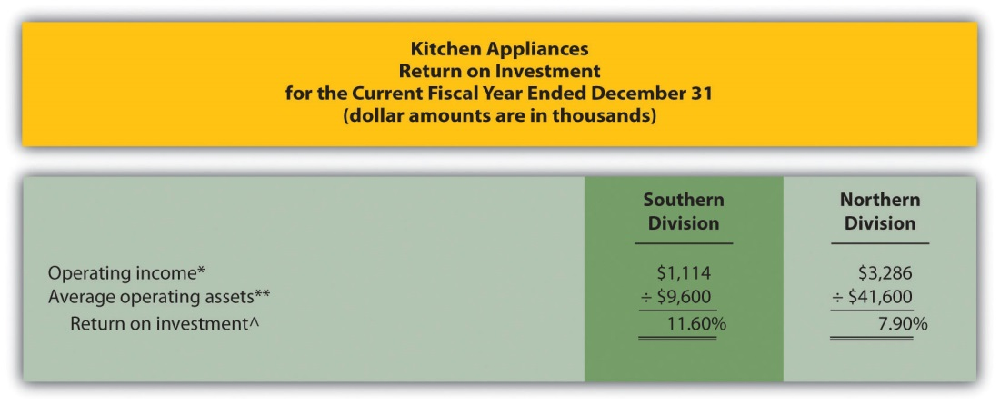 Kitchen Appliances
Return on Investment
for the Current Fiscal Year Ended December 31
(dollar amounts are in thousands)
Southern Division Northern Division
Operating income* $1,114 $3,286
Average operating assets** ÷ $9,600 ÷ $41,600
Return on investment^ 11.60% 7.90%